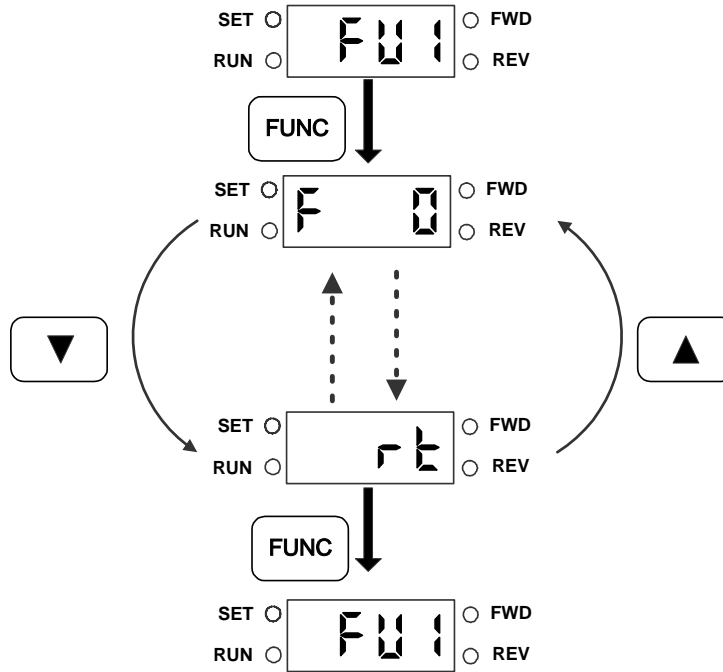 SET FU1 FWD
RUN REV
FUNC
SET F 0 FWD
RUN REV
▼ ▲
SET rt FWD
RUN REV
FUNC
SET FU1 FWD
RUN REV